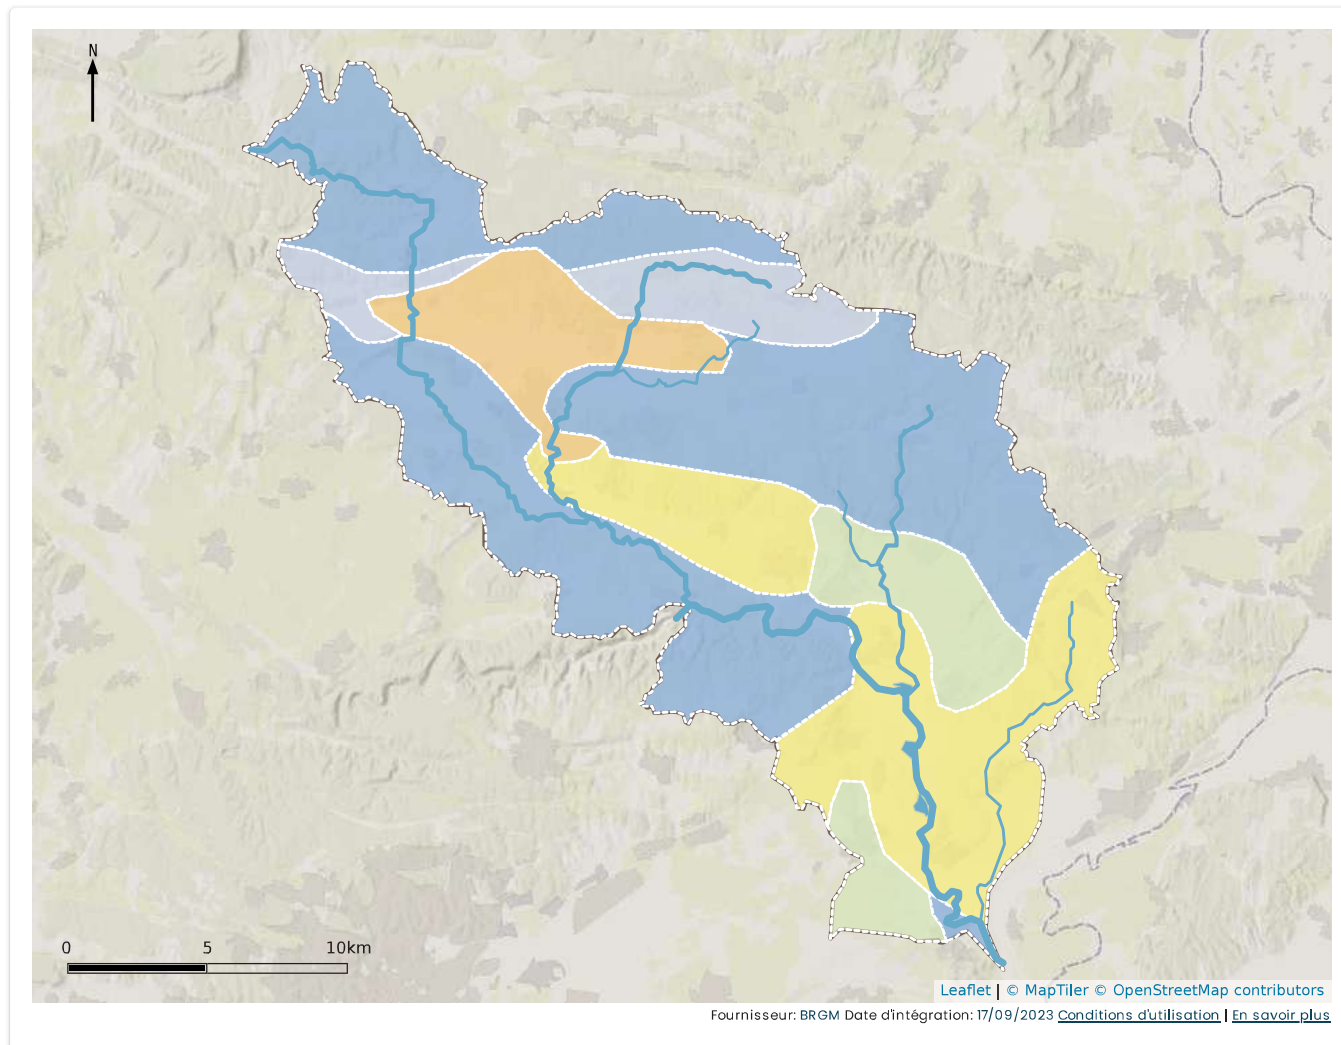 N
0 5 10km
Leaflet | © MapTiler © OpenStreetMap contributors
Fournisseur: BRGM Date d'intégration: 17/09/2023 Conditions d'utilisation | En savoir plus